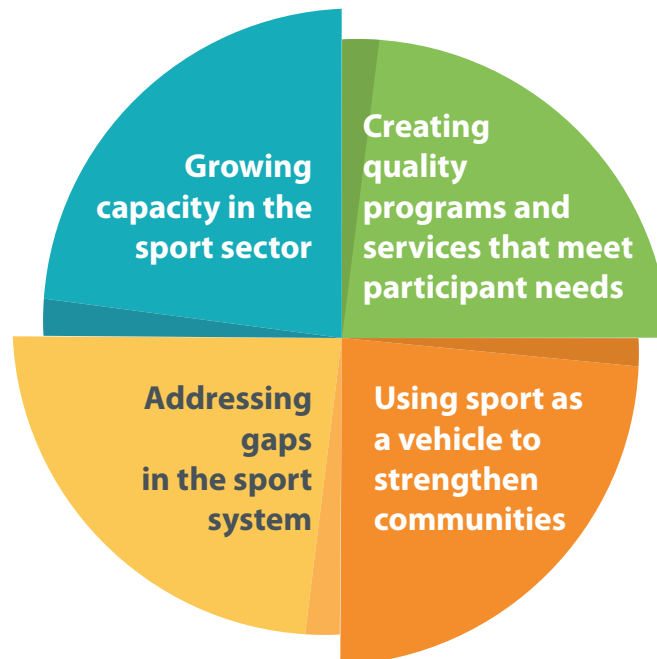 Growing
capacity in the
sport sector
Creating
quality
programs and
services that meet
participant needs
Addressing
gaps
in the sport
system
Using sport as
a vehicle to
strengthen
communities